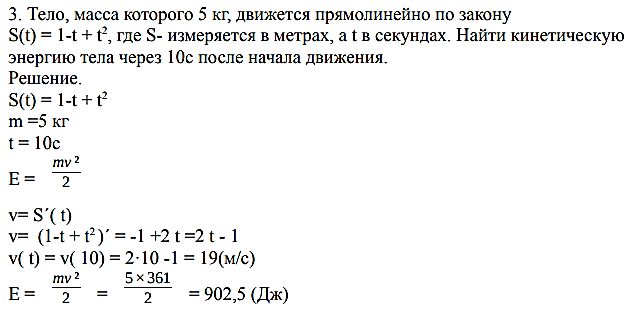 3. Тело, масса которого 5 кг, движется прямолинейно по закону
S(t) = 1-t + t², где S- измеряется в метрах, а t в секундах. Найти кинетическую
энергию тела через 10с после начала движения.
Решение.
S(t) = 1-t + t²
m =5 кг
t = 10с
E = mv²/2
v= S´( t)
v= (1-t + t²)´ = -1 +2 t =2 t - 1
v( t) = v( 10) = 2·10 -1 = 19(м/с)
E = mv²/2 = 5×361/2 = 902,5 (Дж)